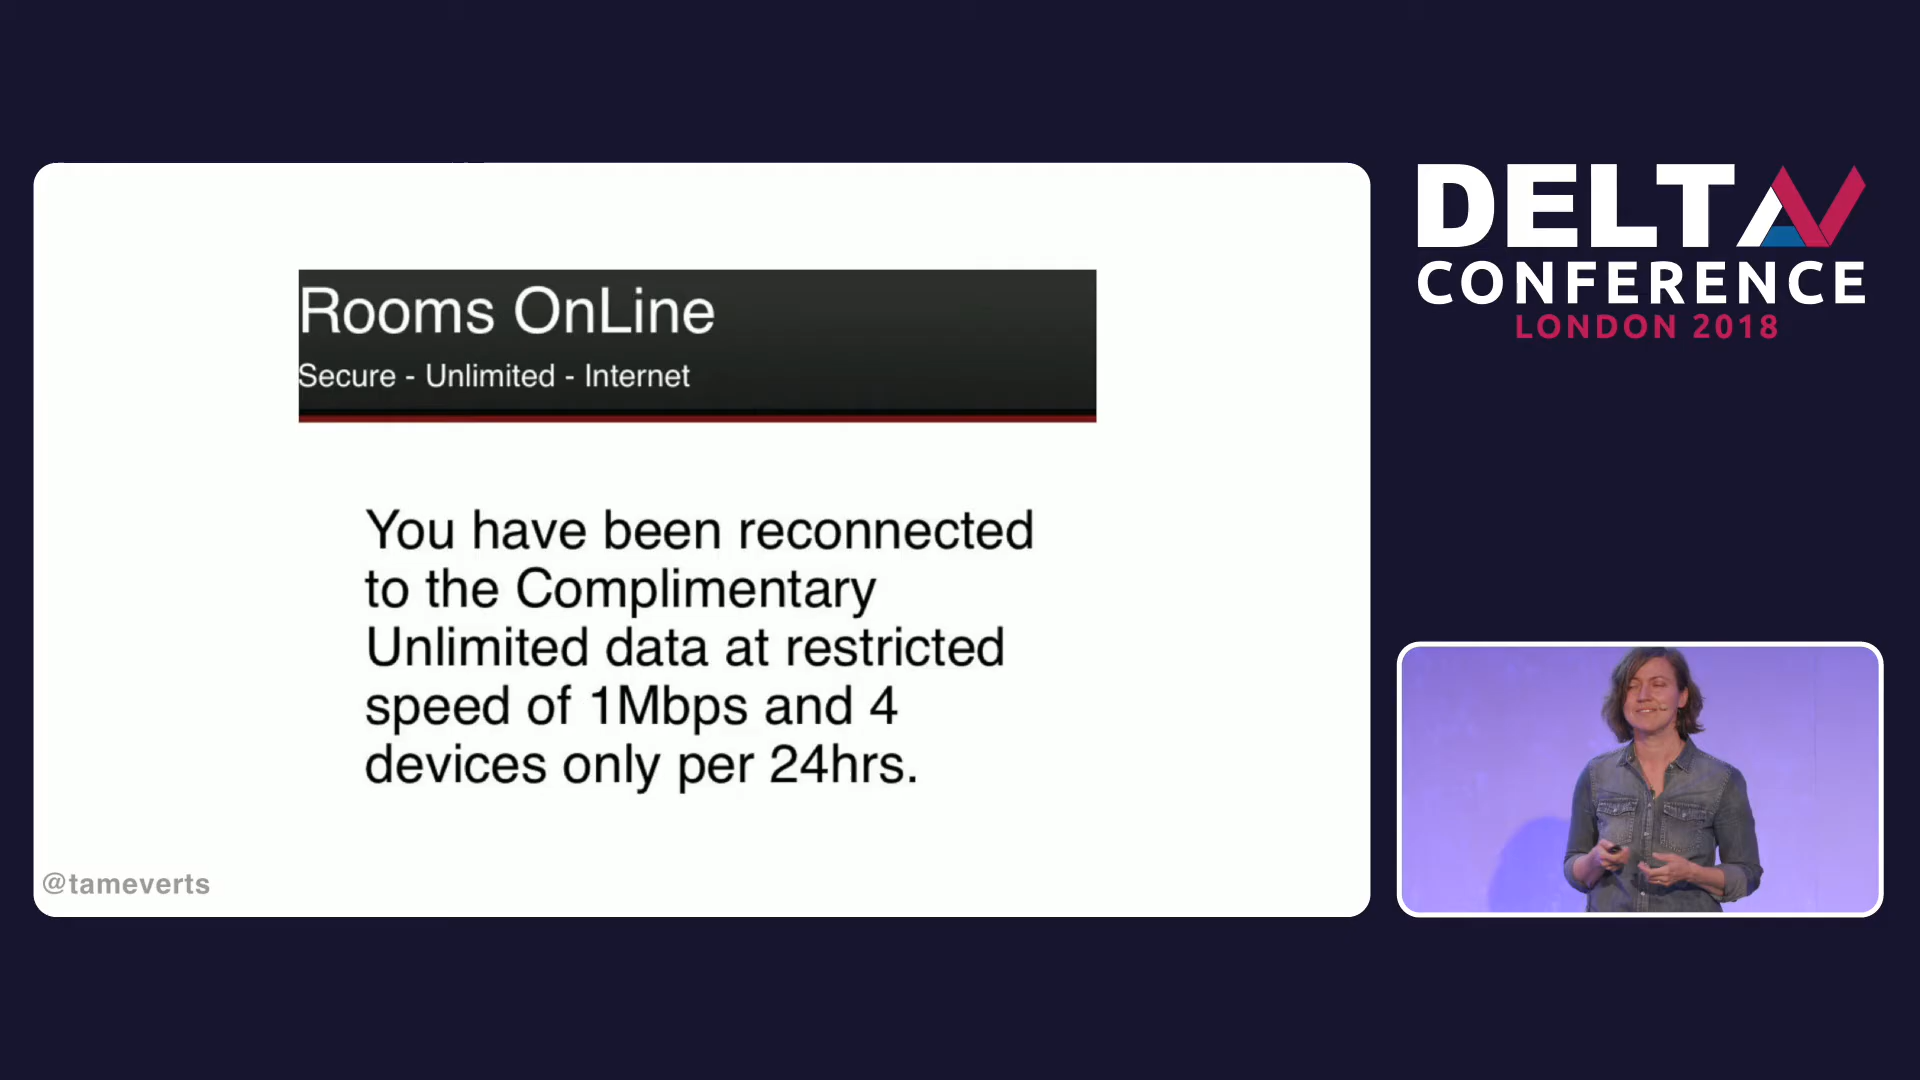 Rooms OnLine
Secure - Unlimited - Internet
You have been reconnected
to the Complimentary
Unlimited data at restricted
speed of 1Mbps and 4
devices only per 24hrs.
@tameverts
DELTAV
CONFERENCE
LONDON 2018